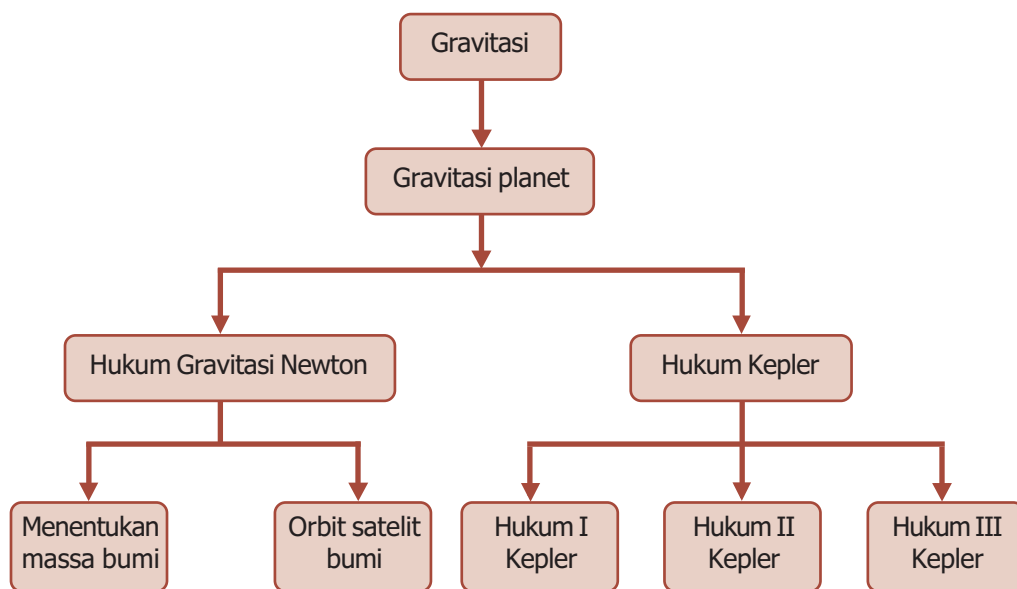 Gravitasi
Gravitasi planet
Hukum Gravitasi Newton
Hukum Kepler
Menentukan
massa bumi
Orbit satelit
bumi
Hukum I
Kepler
Hukum II
Kepler
Hukum III
Kepler